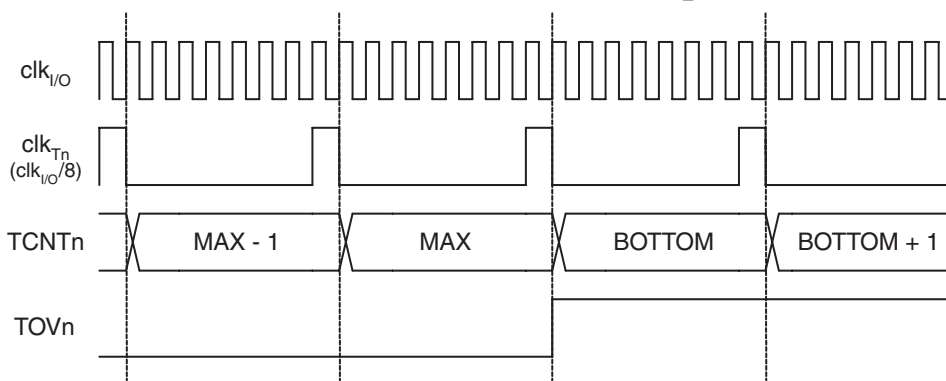 clkI/O
clkTn
(clkI/O/8)
TCNTn MAX - 1 MAX BOTTOM BOTTOM + 1
TOVn